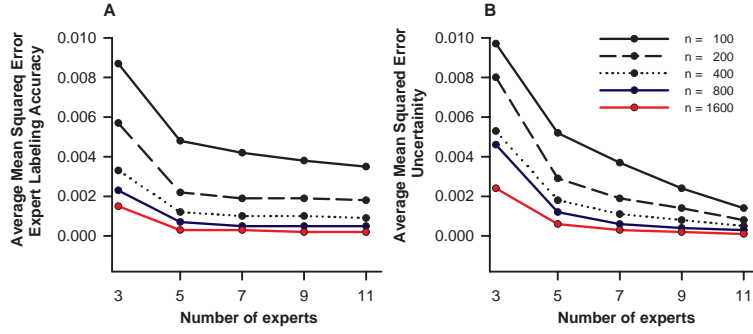 A
Average Mean Squareq Error
Expert Labeling Accuracy
0.010
0.008
0.006
0.004
0.002
0.000
3 5 7 9 11
Number of experts
B
Average Mean Squared Error
Uncertainity
0.010
0.008
0.006
0.004
0.002
0.000
3 5 7 9 11
Number of experts
n = 100
n = 200
n = 400
n = 800
n = 1600